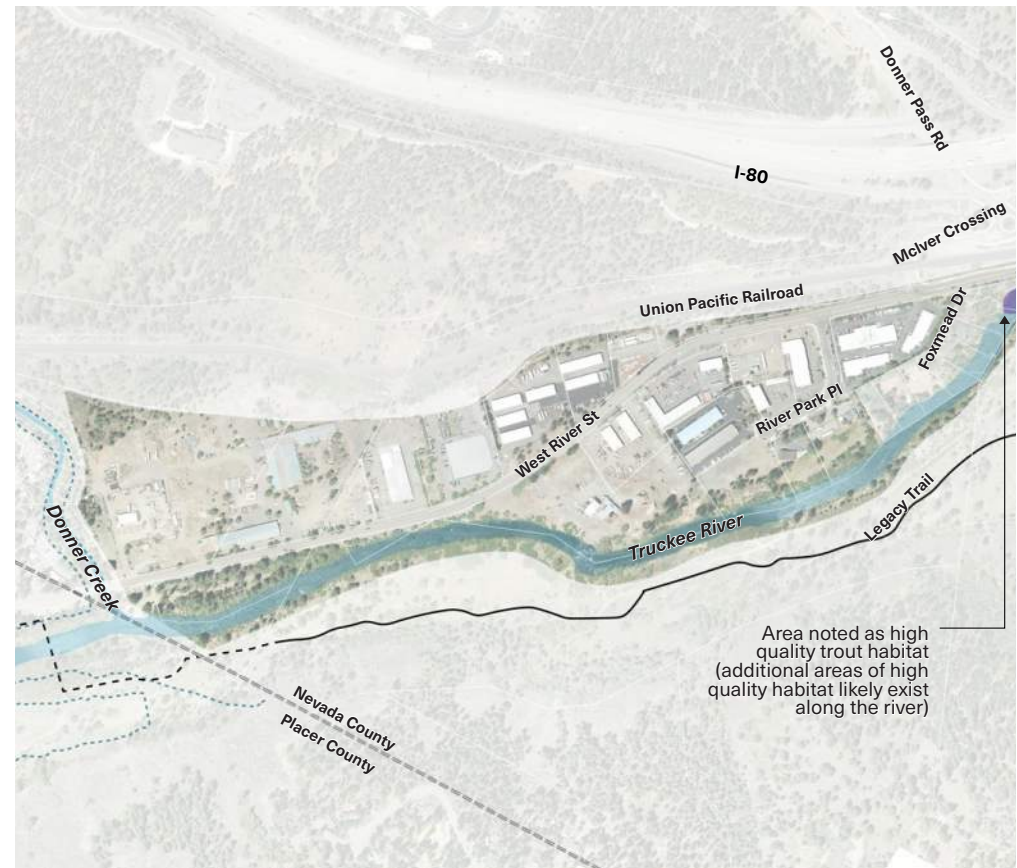 Donner Pass Rd
I-80
McIver Crossing
Union Pacific Railroad
Foxmead Dr
River Park Pl
West River St
Truckee River
Legacy Trail
Donner Creek
Area noted as high
quality trout habitat
(additional areas of high
quality habitat likely exist
along the river)
Nevada County
Placer County